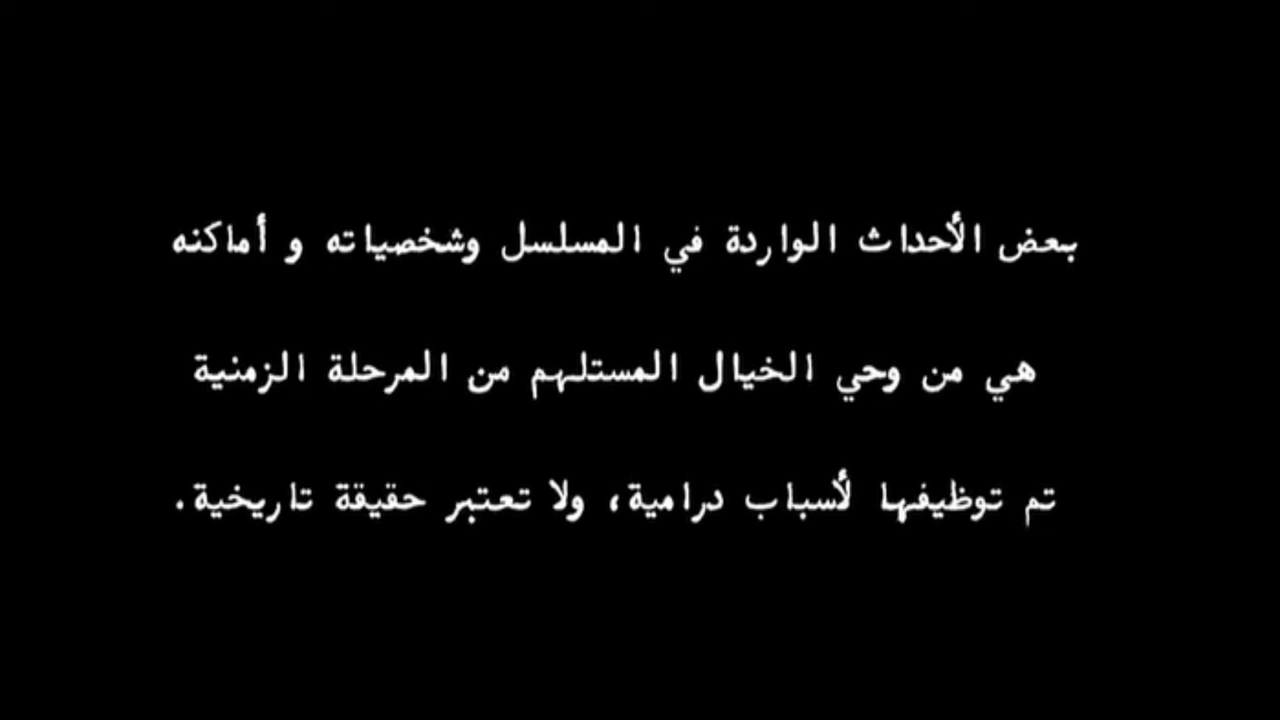 بعض الأحداث الواردة في المسلسل وشخصياته و أماكنه
هي من وحي الخيال المستلهم من المرحلة الزمنية
تم توظيفها لأسباب درامية، ولا تعتبر حقيقة تاريخية.